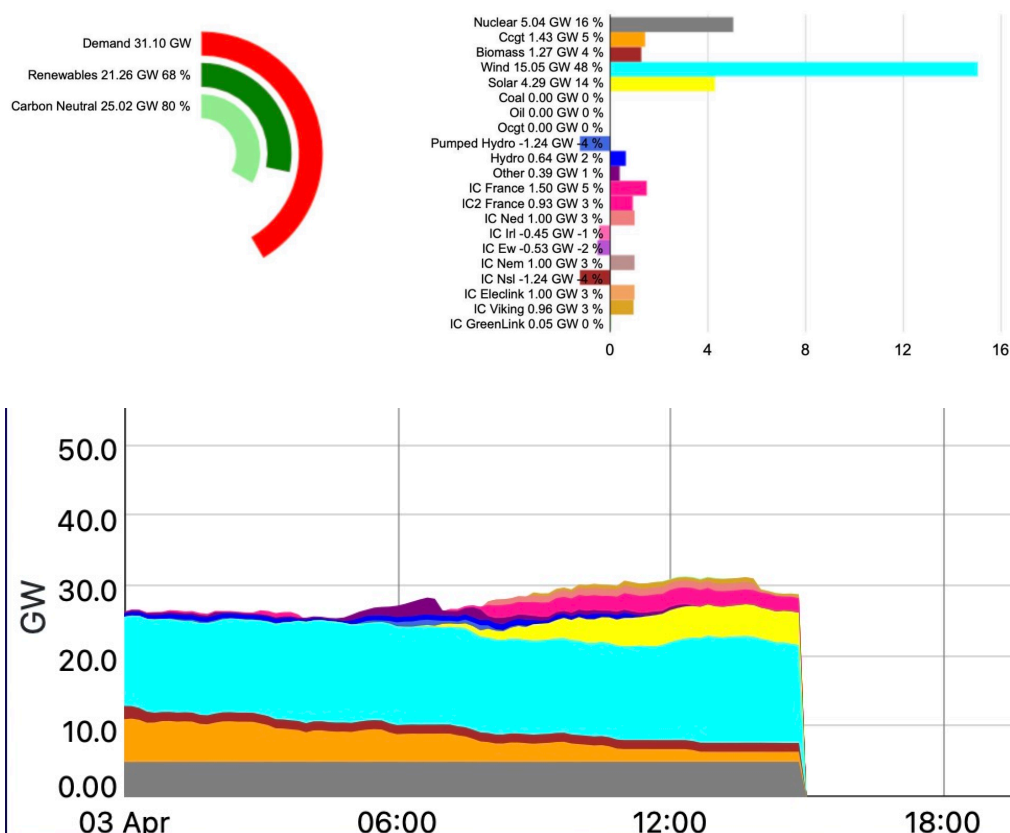 Demand 31.10 GW
Renewables 21.26 GW 68 %
Carbon Neutral 25.02 GW 80 %
Nuclear 5.04 GW 16 %
Ccgt 1.43 GW 5 %
Biomass 1.27 GW 4 %
Wind 15.05 GW 48 %
Solar 4.29 GW 14 %
Coal 0.00 GW 0 %
Oil 0.00 GW 0 %
Ocgt 0.00 GW 0 %
Pumped Hydro -1.24 GW -4 %
Hydro 0.64 GW 2 %
Other 0.39 GW 1 %
IC France 1.50 GW 5 %
IC2 France 0.93 GW 3 %
IC Ned 1.00 GW 3 %
IC Irl -0.45 GW -1 %
IC Ew -0.53 GW -2 %
IC Nem 1.00 GW 3 %
IC Nsl -1.24 GW -4 %
IC Eleclink 1.00 GW 3 %
IC Viking 0.96 GW 3 %
IC GreenLink 0.05 GW 0 %
0 4 8 12 16
50.0
40.0
30.0
20.0
10.0
0.00
GW
03 Apr 06:00 12:00 18:00